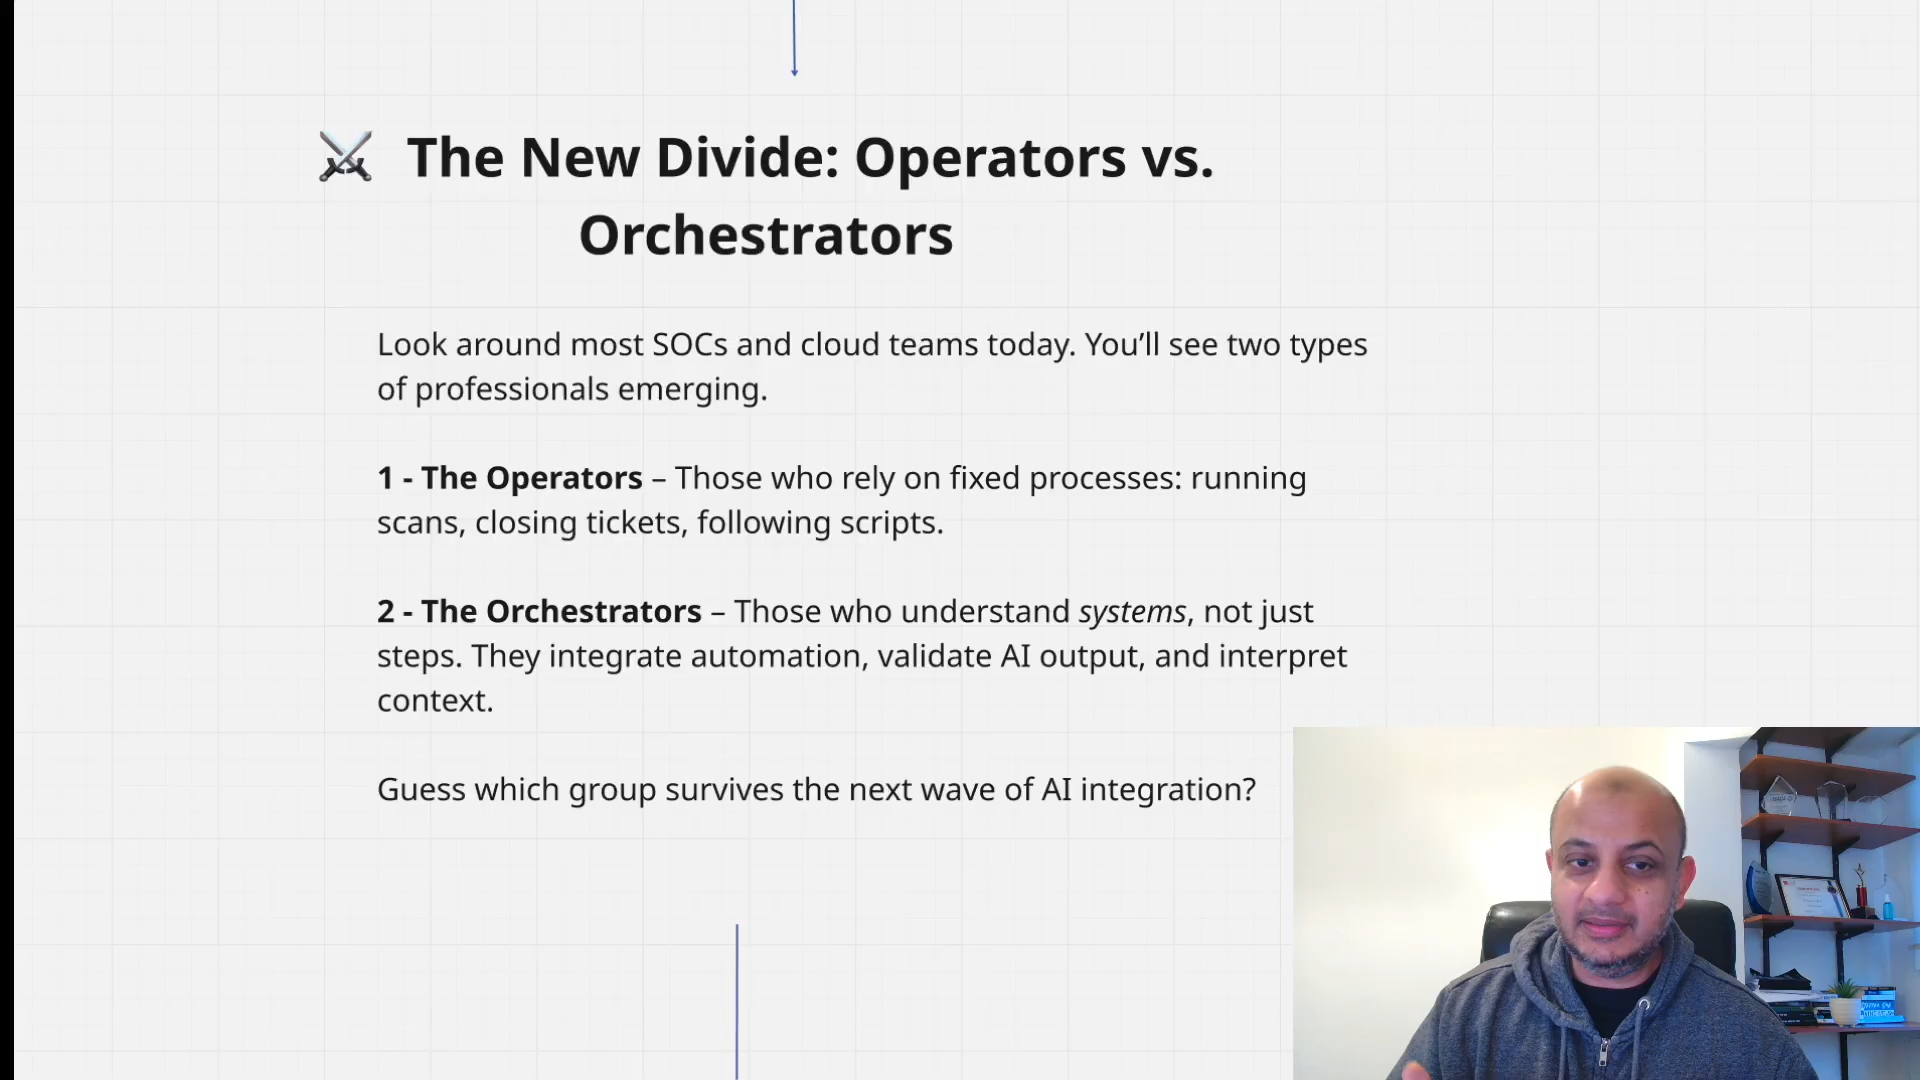 The New Divide: Operators vs.
Orchestrators
Look around most SOCs and cloud teams today. You’ll see two types
of professionals emerging.
1 - The Operators – Those who rely on fixed processes: running
scans, closing tickets, following scripts.
2 - The Orchestrators – Those who understand systems, not just
steps. They integrate automation, validate AI output, and interpret
context.
Guess which group survives the next wave of AI integration?